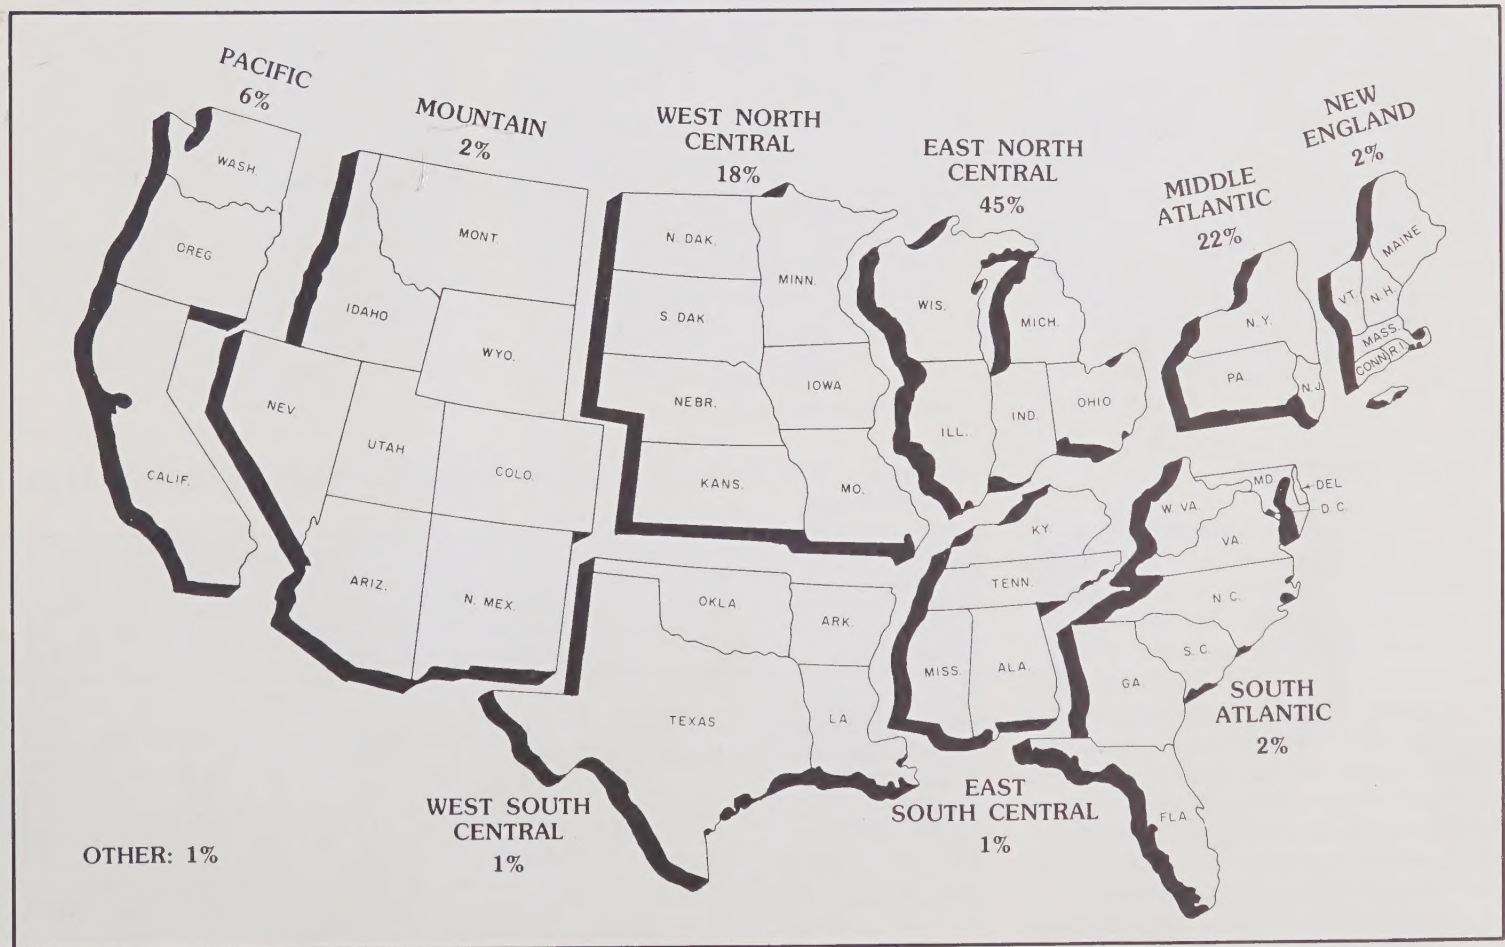 PACIFIC
6%
MOUNTAIN
2%
WEST NORTH
CENTRAL
18%
EAST NORTH
CENTRAL
45%
MIDDLE
ATLANTIC
22%
NEW
ENGLAND
2%
WASH.
OREG
CALIF.
MONT.
IDAHO
WYO.
NEV.
UTAH
COLO.
ARIZ.
N. MEX.
N. DAK.
S. DAK.
NEBR.
KANS.
MINN.
IOWA
MO.
WIS.
MICH.
ILL.
IND.
OHIO
N.Y.
PA.
N.J.
MAINE
VT.
N.H.
MASS.
CONN.
R.I.
OKLA
ARK.
TEXAS
LA
KY.
TENN.
MISS.
ALA.
MD.
DEL
D.C.
W. VA.
VA.
N.C.
S.C.
GA.
FLA.
SOUTH
ATLANTIC
2%
EAST
SOUTH CENTRAL
1%
WEST SOUTH
CENTRAL
1%
OTHER: 1%